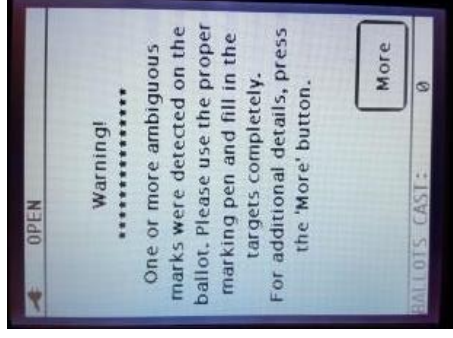 OPEN
Warning!
****************
One or more ambiguous
marks were detected on the
ballot. Please use the proper
marking pen and fill in the
targets completely.
For additional details, press
the 'More' button.
More
BALLOTS CAST: 0